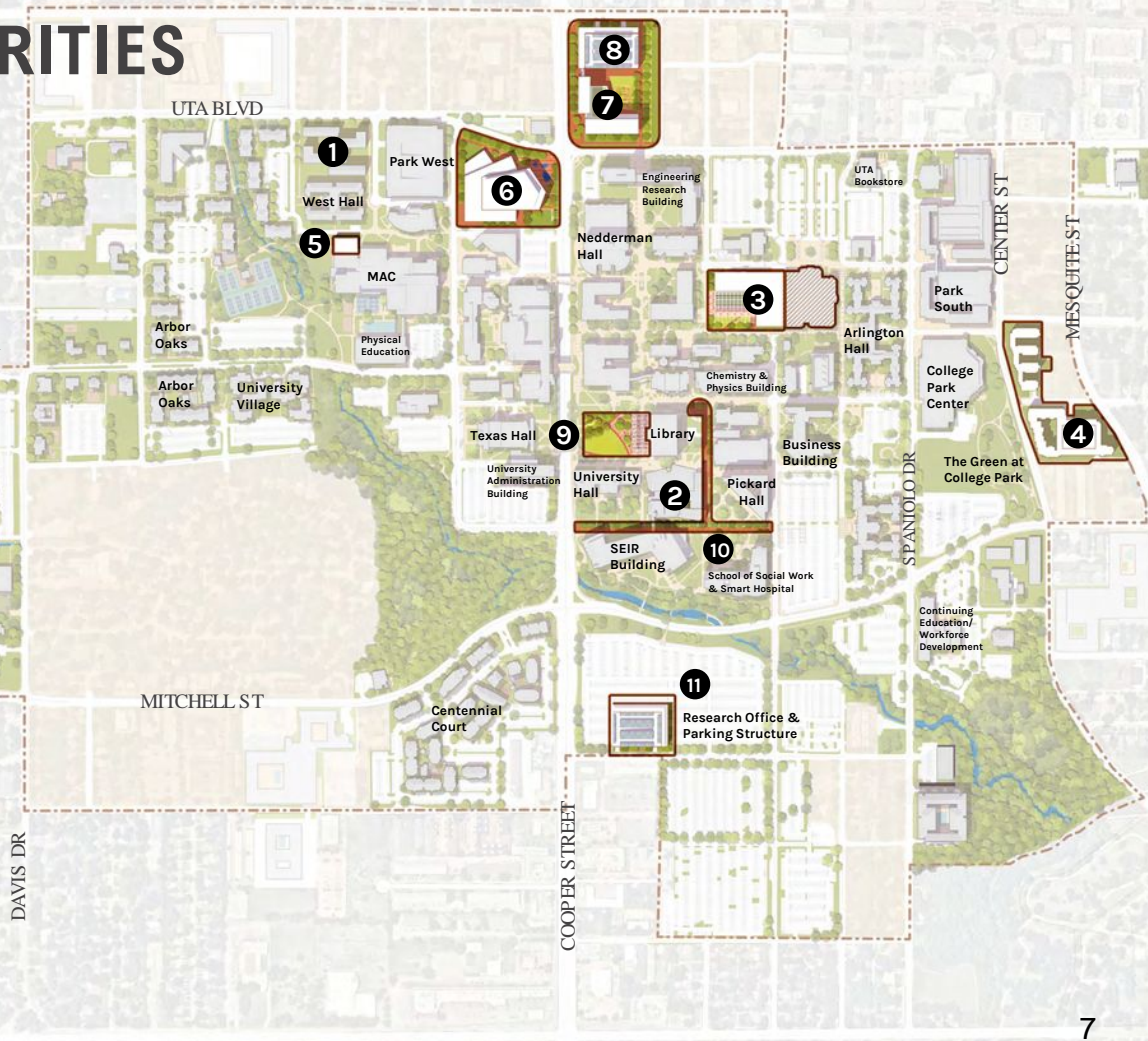 RITIES
8
7
UTA BLVD
1
Park West
6
West Hall
5
MAC
Engineering
Research
Building
Nedderman
Hall
UTA
Bookstore
CENTER ST
MESQUITE ST
3
Park
South
Arbor
Oaks
Physical
Education
Arlington
Hall
Arbor
Oaks
University
Village
Chemistry &
Physics Building
College
Park
Center
4
Texas Hall
9
Library
Business
Building
University
Administration
Building
University
Hall
2
Pickard
Hall
The Green at
College Park
SPANIOLO DR
SEIR
Building
10
School of Social Work
& Smart Hospital
Continuing
Education/
Workforce
Development
MITCHELL ST
Centennial
Court
11
Research Office &
Parking Structure
DAVIS DR
COOPER STREET
7